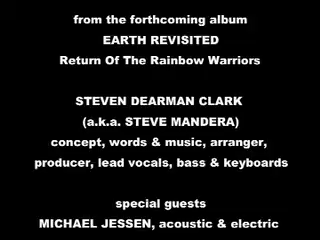 from the forthcoming album
EARTH REVISITED
Return Of The Rainbow Warriors
STEVEN DEARMAN CLARK
(a.k.a. STEVE MANDERA)
concept, words & music, arranger,
producer, lead vocals, bass & keyboards
special guests
MICHAEL JESSEN, acoustic & electric